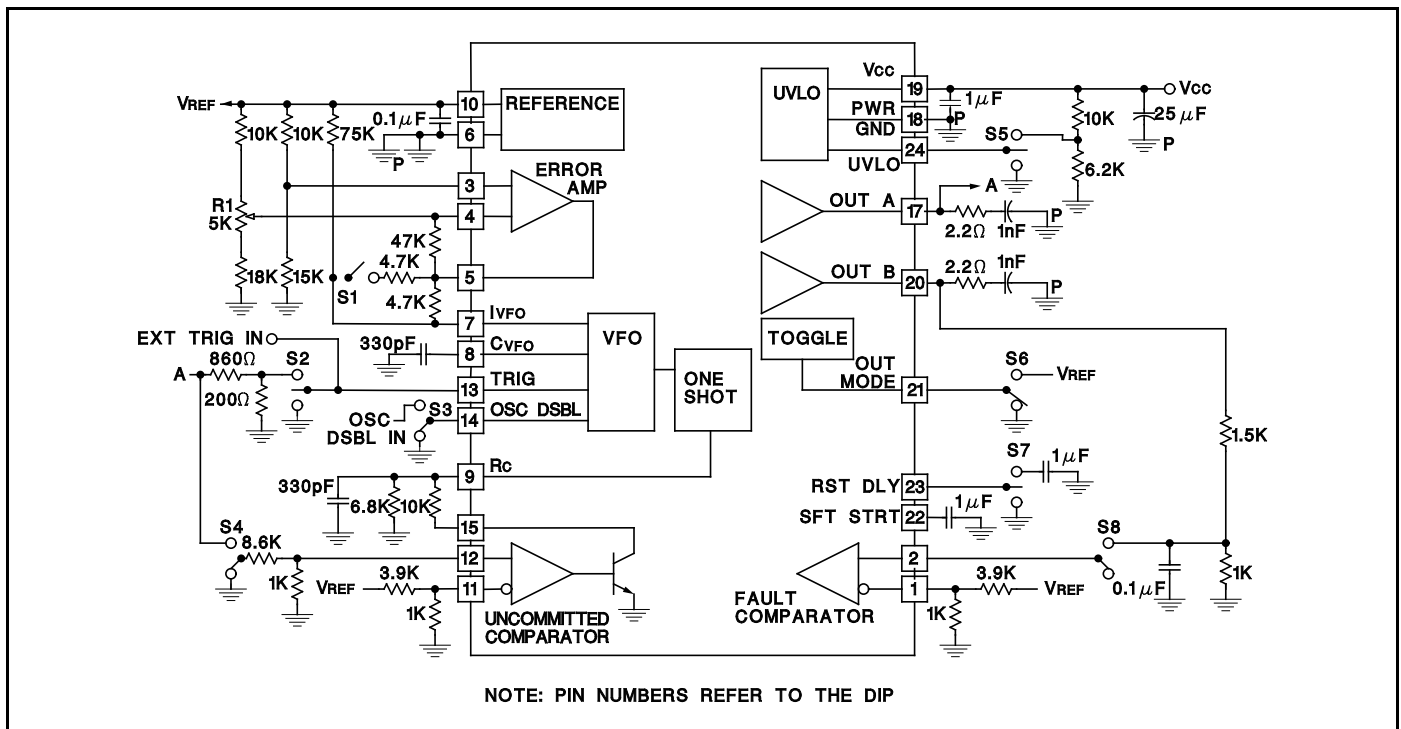 VREF
10
REFERENCE
0.1µF
6
P
10K
10K
75K
ERROR
AMP
3
4
R1
5K
47K
4.7K
5
18K
15K
S1
4.7K
7
IVFO
VFO
EXT TRIG IN
330pF
8
CVFO
860Ω
S2
A
13
TRIG
ONE
SHOT
200Ω
S3
14
OSC DSBL
OSC
DSBL IN
9
RC
330pF
6.8K
10K
15
S4
8.6K
12
1K
VREF
3.9K
11
1K
UNCOMMITTED
COMPARATOR
UVLO
VCC
19
1µF
VCC
PWR
GND
18
P
10K
25µF
P
S5
24
UVLO
6.2K
OUT A
17
A
2.2Ω
1nF
P
OUT B
20
2.2Ω
1nF
P
TOGGLE
OUT
MODE
21
S6
VREF
1.5K
S7
1µF
RST DLY
23
SFT STRT
22
1µF
S8
2
1
3.9K
VREF
0.1µF
1K
1K
FAULT
COMPARATOR
NOTE: PIN NUMBERS REFER TO THE DIP